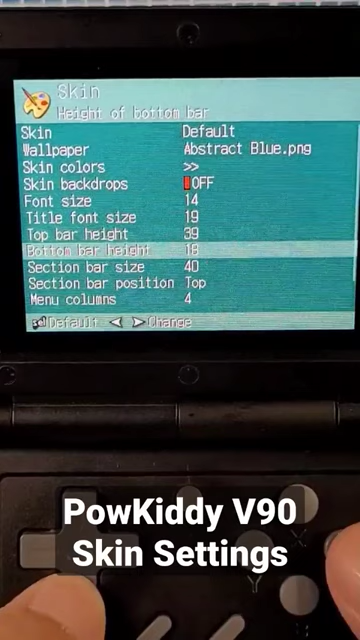 Skin
Height of bottom bar
Skin Default
Wallpaper Abstract Blue.png
Skin colors >>
Skin backdrops OFF
Font size 14
Title font size 19
Top bar height 39
Bottom bar height 18
Section bar size 40
Section bar position Top
Menu columns 4
sel Default Change
PowKiddy V90
Skin Settings
X
Y